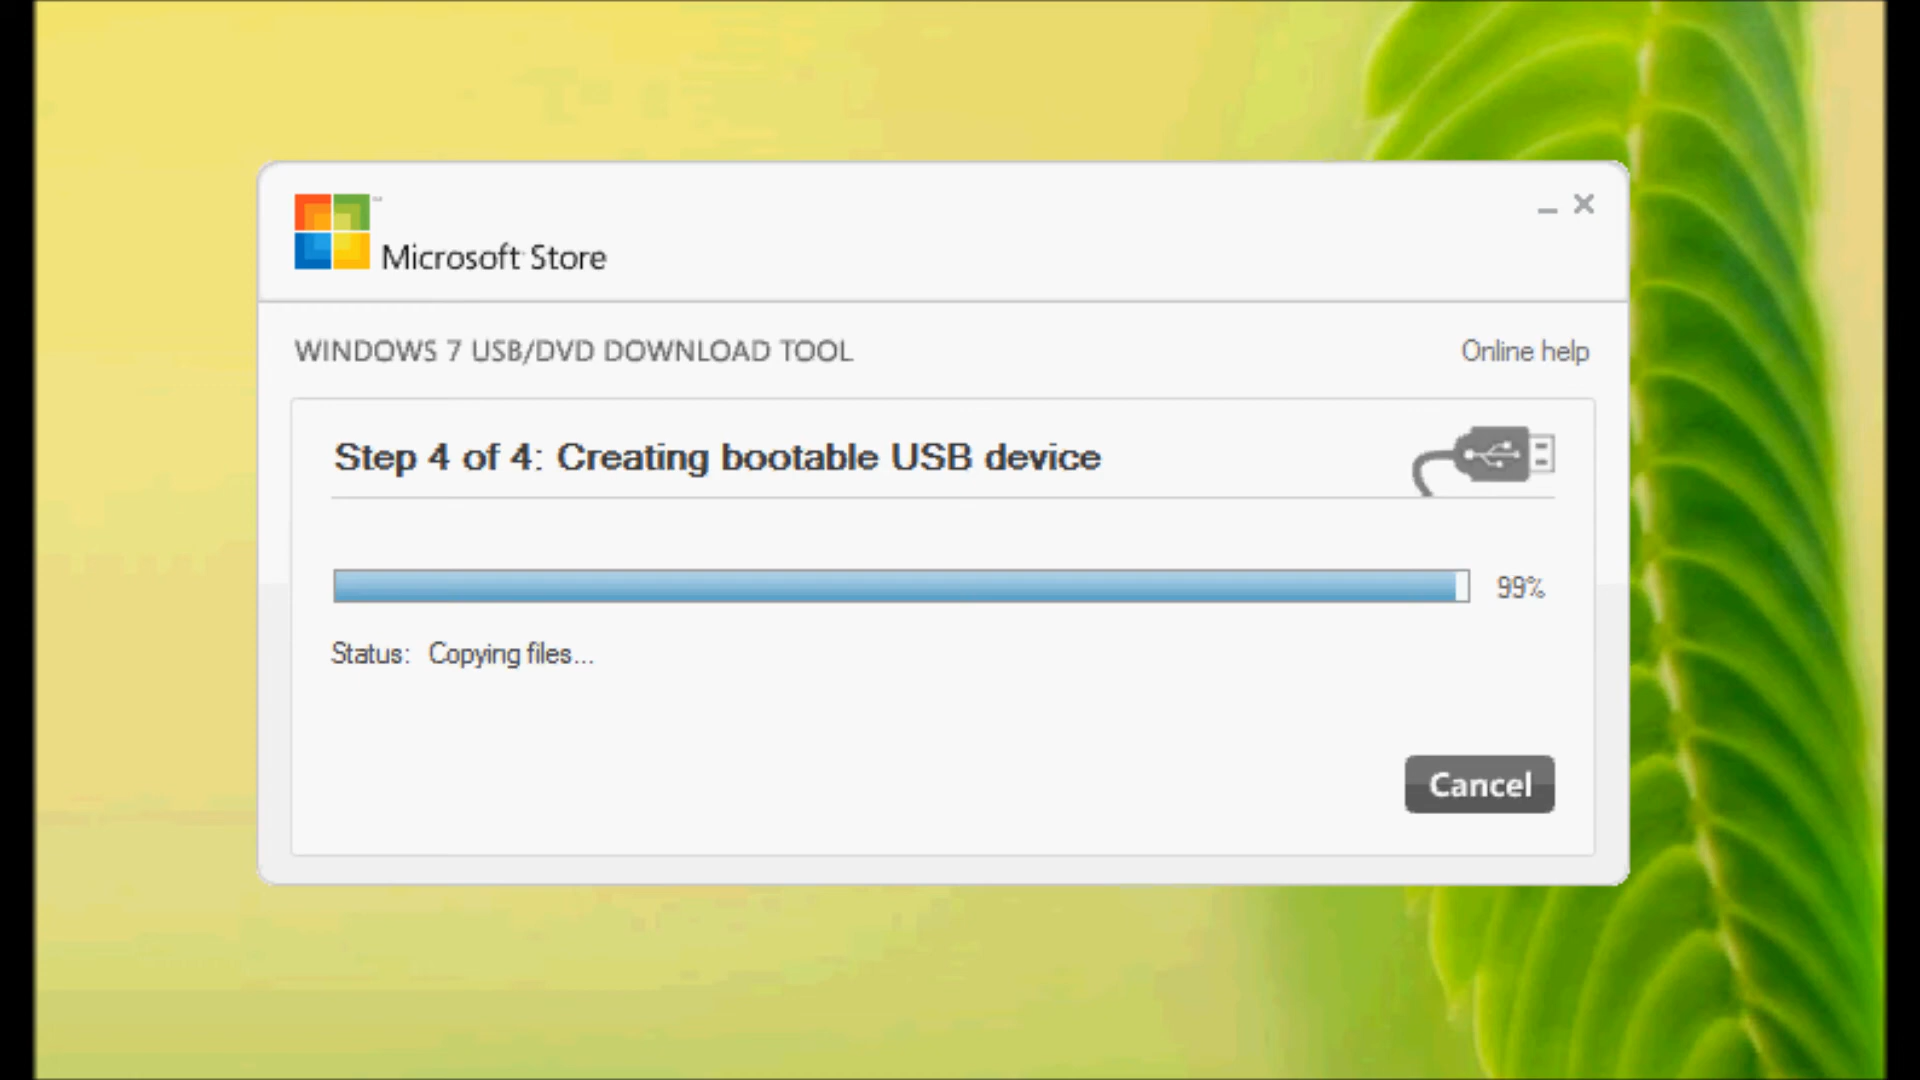 Microsoft Store
WINDOWS 7 USB/DVD DOWNLOAD TOOL
Online help
Step 4 of 4: Creating bootable USB device
99%
Status: Copying files...
Cancel